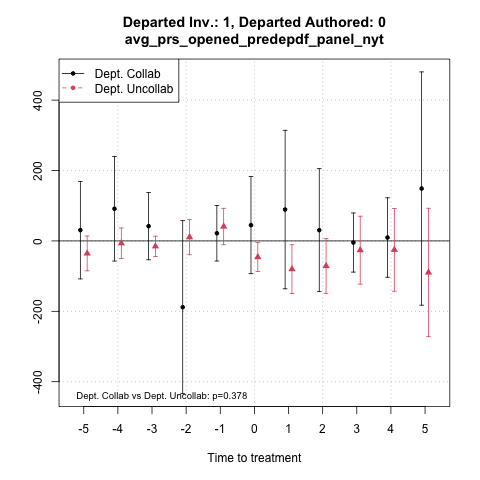 Departed Inv.: 1, Departed Authored: 0
avg_prs_opened_predepdf_panel_nyt
Dept. Collab
Dept. Uncollab
400
200
0
-200
-400
Dept. Collab vs Dept. Uncollab: p=0.378
-5 -4 -3 -2 -1 0 1 2 3 4 5
Time to treatment